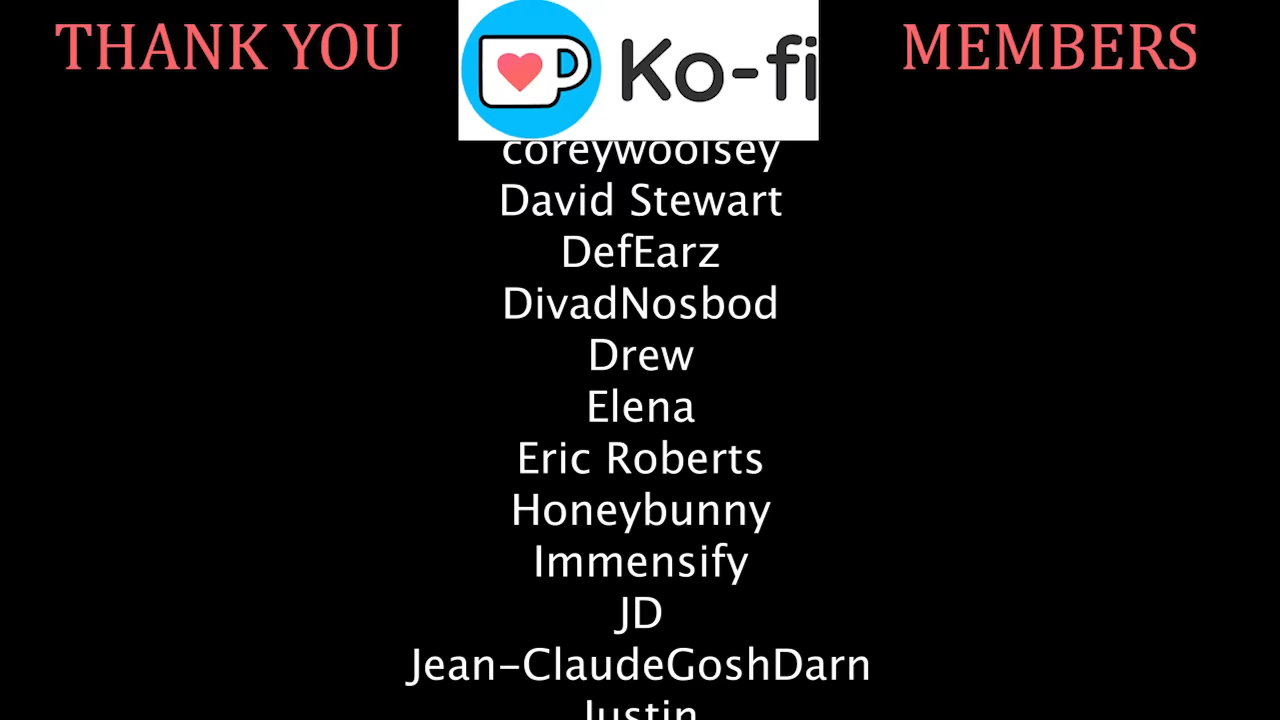 THANK YOU Ko-fi MEMBERS
coreywoolsey
David Stewart
DefEarz
DivadNosbod
Drew
Elena
Eric Roberts
Honeybunny
Immensify
JD
Jean-ClaudeGoshDarn
Justin